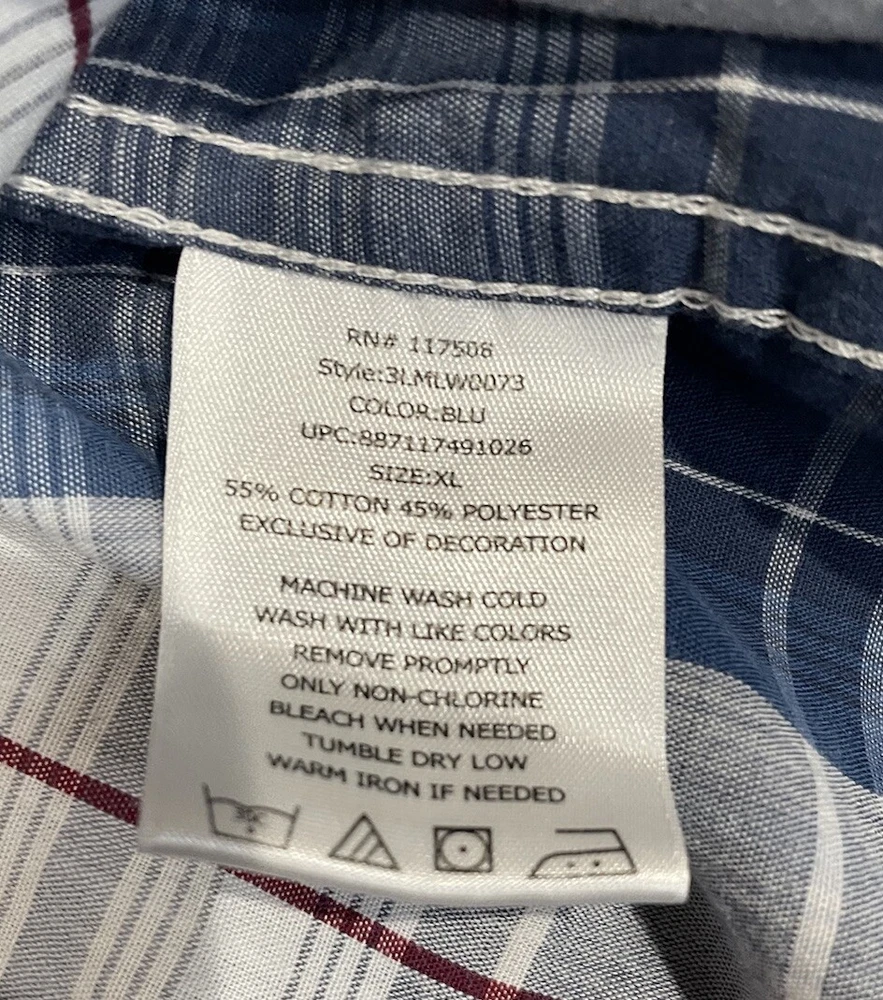 RN# 117508
Style:3LMLW0073
COLOR:BLU
UPC:887117491026
SIZE:XL
55% COTTON 45% POLYESTER
EXCLUSIVE OF DECORATION
MACHINE WASH COLD
WASH WITH LIKE COLORS
REMOVE PROMPTLY
ONLY NON-CHLORINE
BLEACH WHEN NEEDED
TUMBLE DRY LOW
WARM IRON IF NEEDED
30C